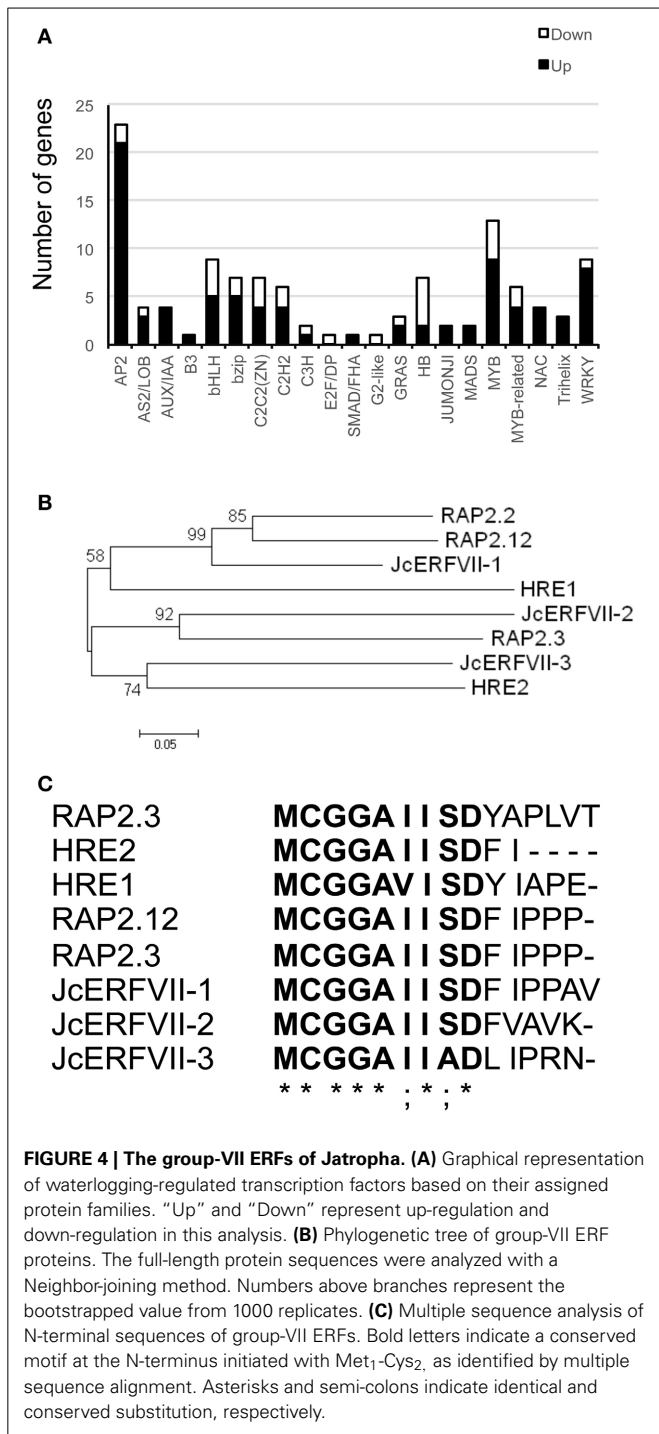 A
Down
Up
Number of genes
25
20
15
10
5
0
AP2
AS2/LOB
AUX/IAA
B3
bHLH
bzip
C2C2(ZN)
C2H2
C3H
E2F/DP
SMAD/FHA
G2-like
GRAS
HB
JUMONJI
MADS
MYB
MYB-related
NAC
Trihelix
WRKY
B
85
RAP2.2
99
RAP2.12
58
JcERFVII-1
HRE1
92
JcERFVII-2
RAP2.3
74
JcERFVII-3
HRE2
0.05
C
RAP2.3 MCGGAIISDYAPLVT
HRE2 MCGGAIISDFI----
HRE1 MCGGAVISDYIAPE-
RAP2.12 MCGGAIISDFIPPP-
RAP2.3 MCGGAIISDFIPPP-
JcERFVII-1 MCGGAIISDFIPPAV
JcERFVII-2 MCGGAIISDFVAVK-
JcERFVII-3 MCGGAIIADLIPRN-
* * * * * ; * ; *
FIGURE 4 | The group-VII ERFs of Jatropha. (A) Graphical representation
of waterlogging-regulated transcription factors based on their assigned
protein families. “Up” and “Down” represent up-regulation and
down-regulation in this analysis. (B) Phylogenetic tree of group-VII ERF
proteins. The full-length protein sequences were analyzed with a
Neighbor-joining method. Numbers above branches represent the
bootstrapped value from 1000 replicates. (C) Multiple sequence analysis of
N-terminal sequences of group-VII ERFs. Bold letters indicate a conserved
motif at the N-terminus initiated with Met1-Cys2, as identified by multiple
sequence alignment. Asterisks and semi-colons indicate identical and
conserved substitution, respectively.